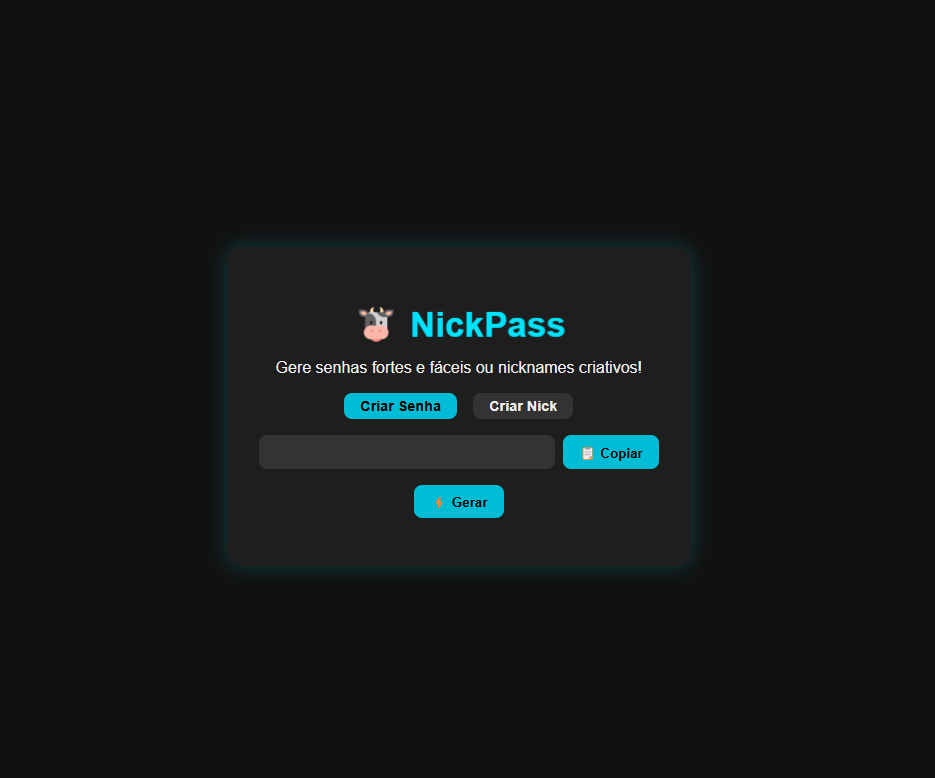 NickPass
Gere senhas fortes e fáceis ou nicknames criativos!
Criar Senha Criar Nick
Copiar
Gerar